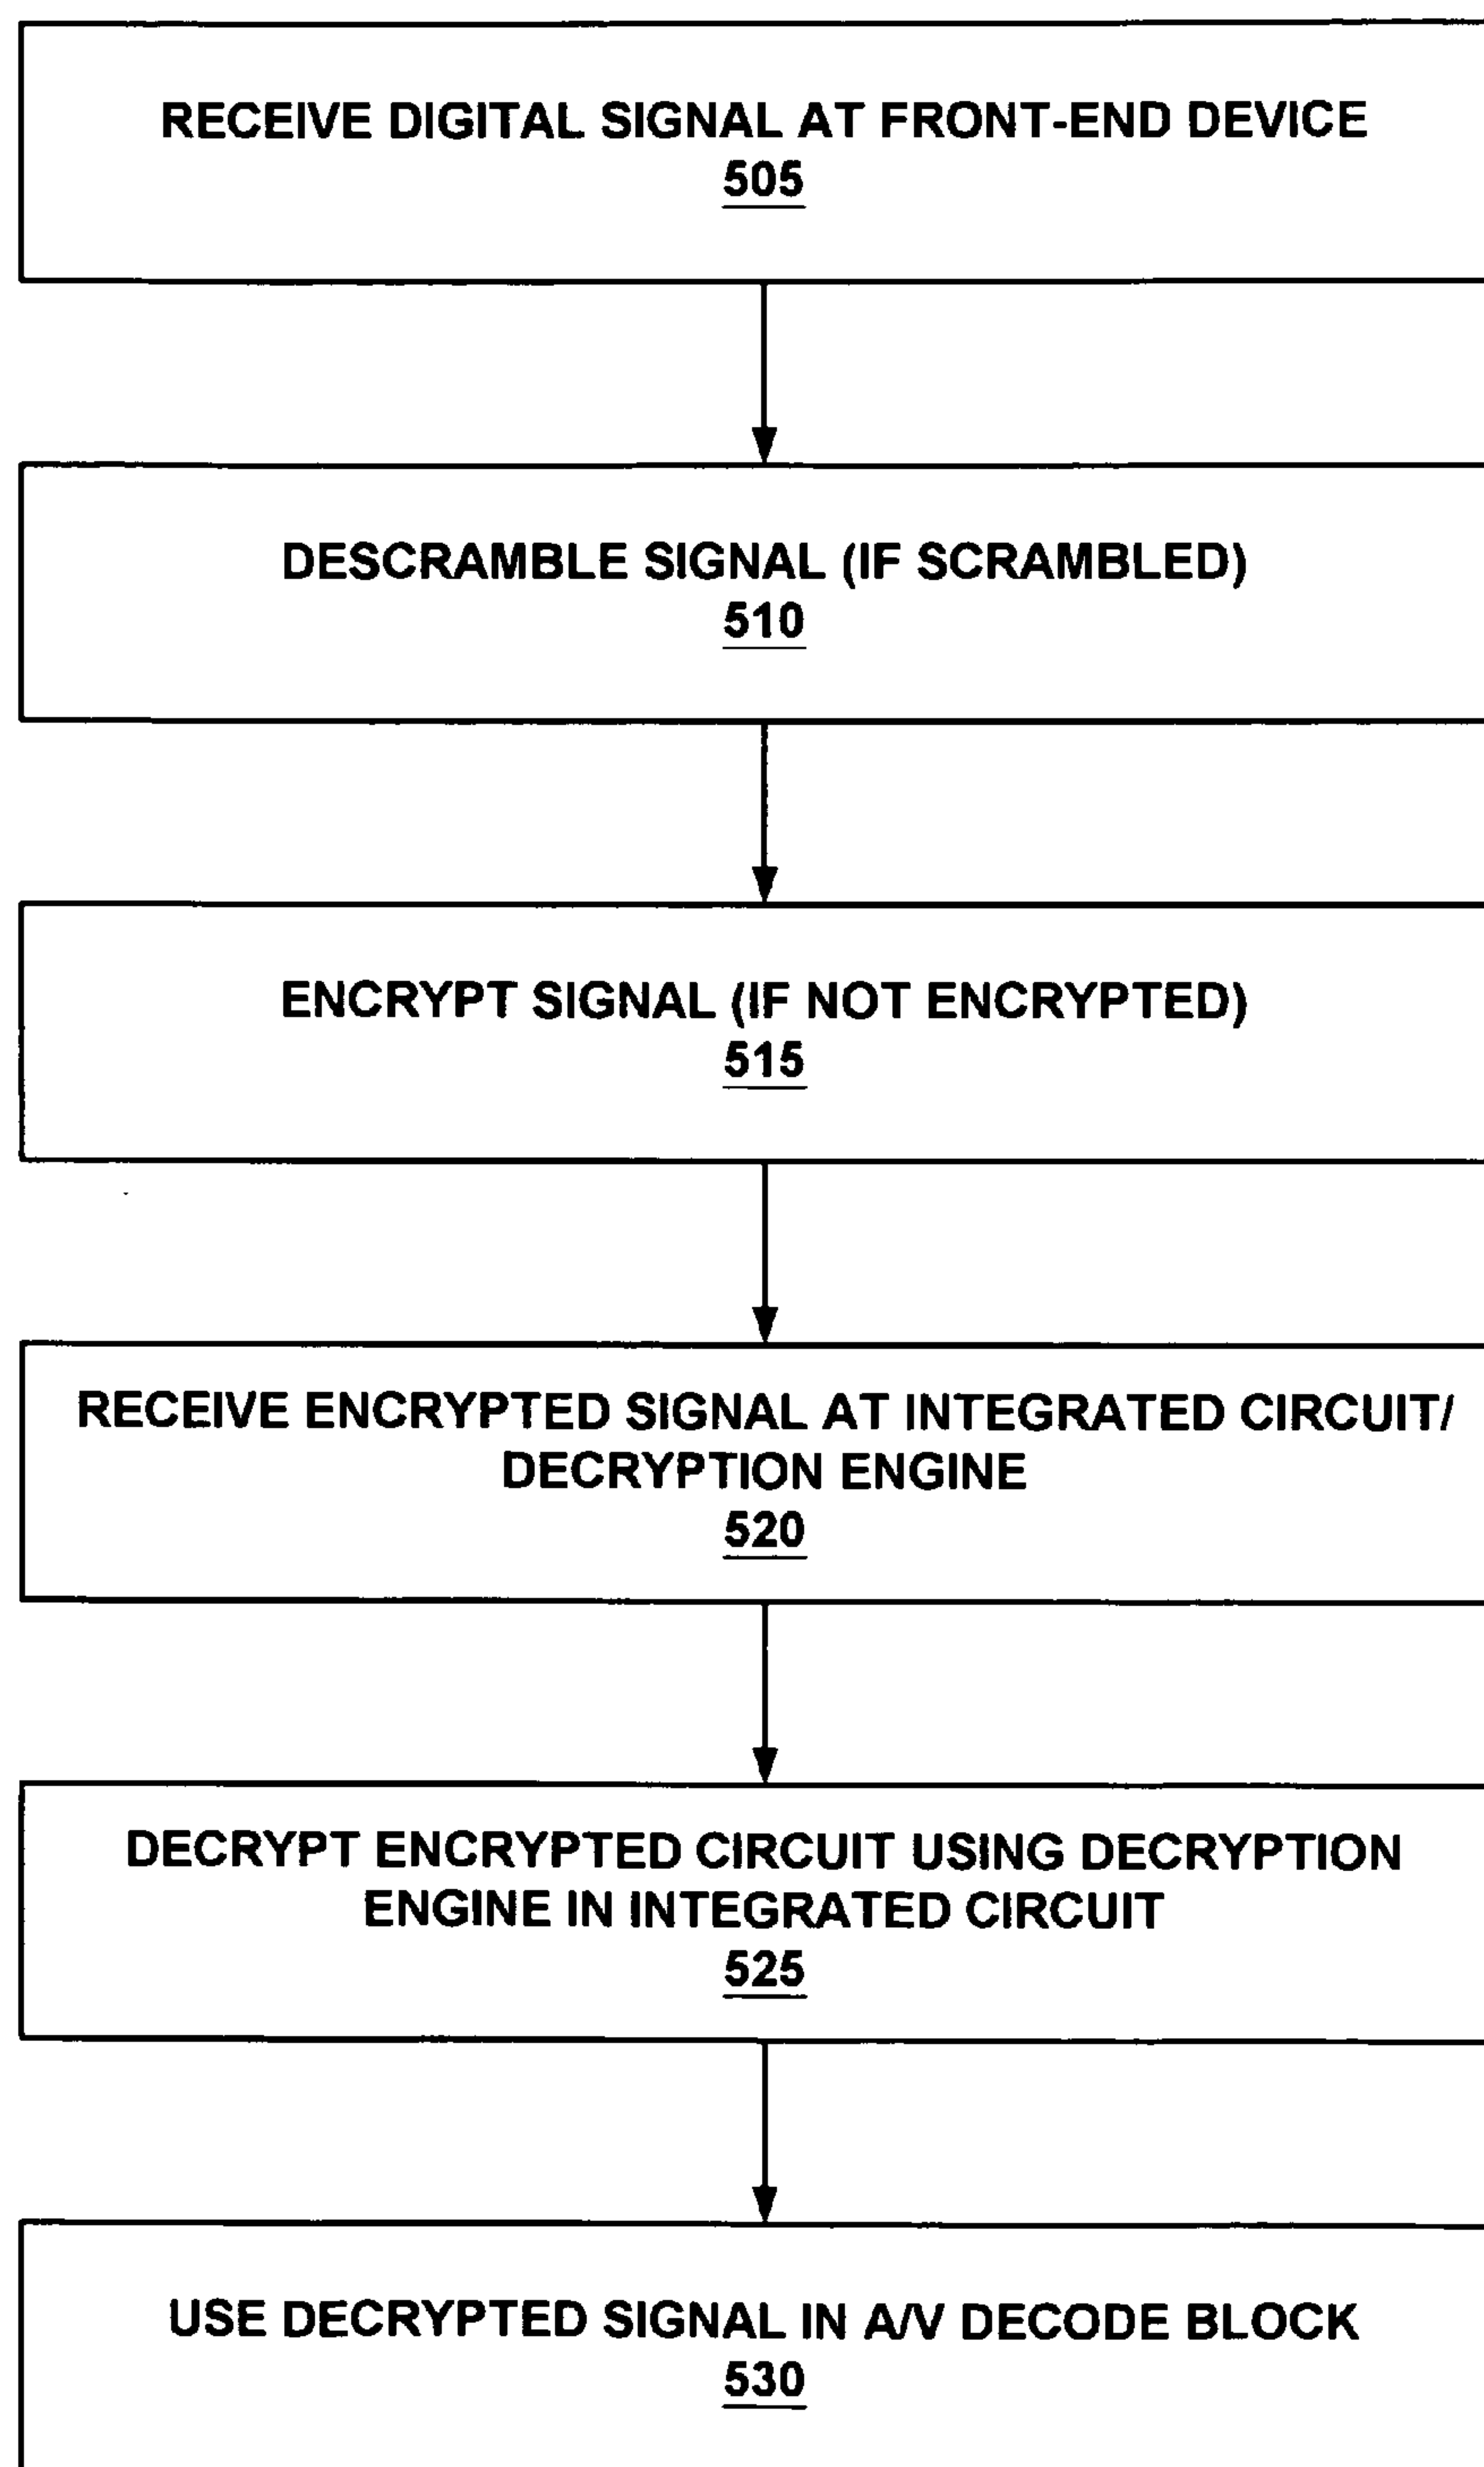 RECEIVE DIGITAL SIGNAL AT FRONT-END DEVICE
505
DESCRAMBLE SIGNAL (IF SCRAMBLED)
510
ENCRYPT SIGNAL (IF NOT ENCRYPTED)
515
RECEIVE ENCRYPTED SIGNAL AT INTEGRATED CIRCUIT/
DECRYPTION ENGINE
520
DECRYPT ENCRYPTED CIRCUIT USING DECRYPTION
ENGINE IN INTEGRATED CIRCUIT
525
USE DECRYPTED SIGNAL IN A/V DECODE BLOCK
530